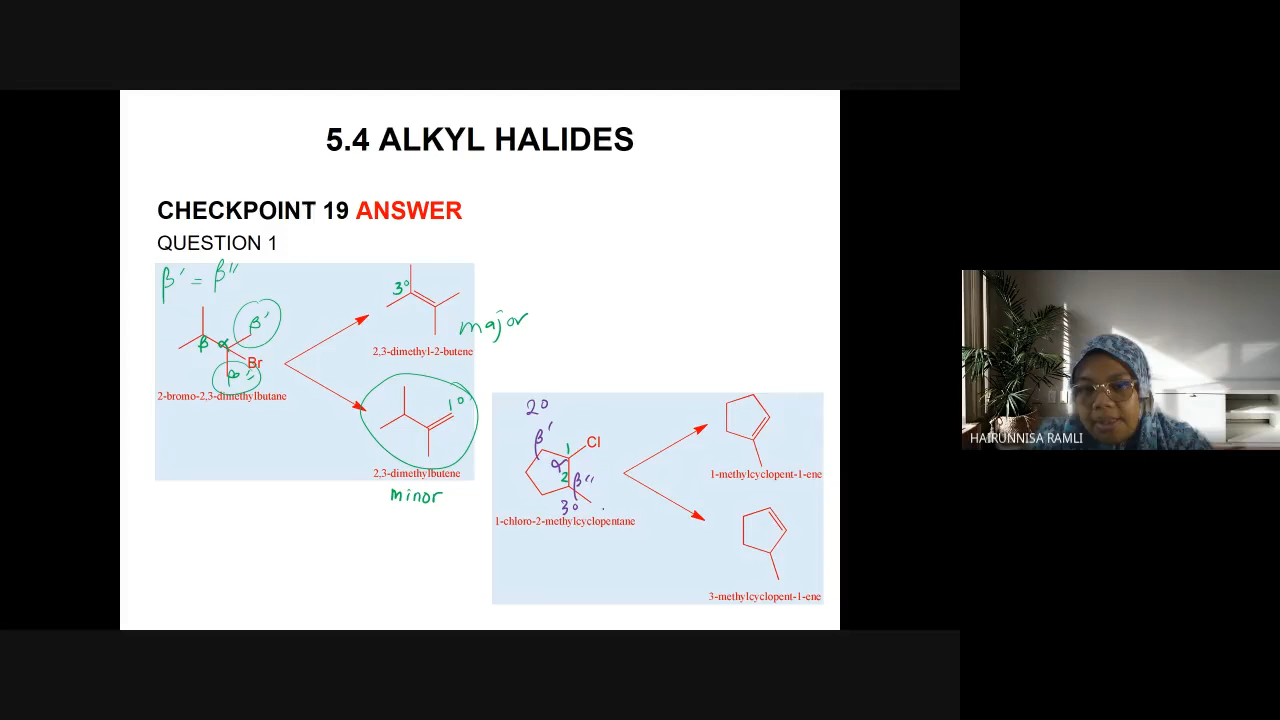 5.4 ALKYL HALIDES
CHECKPOINT 19 ANSWER
QUESTION 1
β' = β''
β'
β α
Br
β''
2-bromo-2,3-dimethylbutane
3°
major
2,3-dimethyl-2-butene
1°
2,3-dimethylbutene
minor
2°
β'
1
Cl
α
2
β''
3°
1-chloro-2-methylcyclopentane
1-methylcyclopent-1-ene
3-methylcyclopent-1-ene
HAIRUNNISA RAMLI